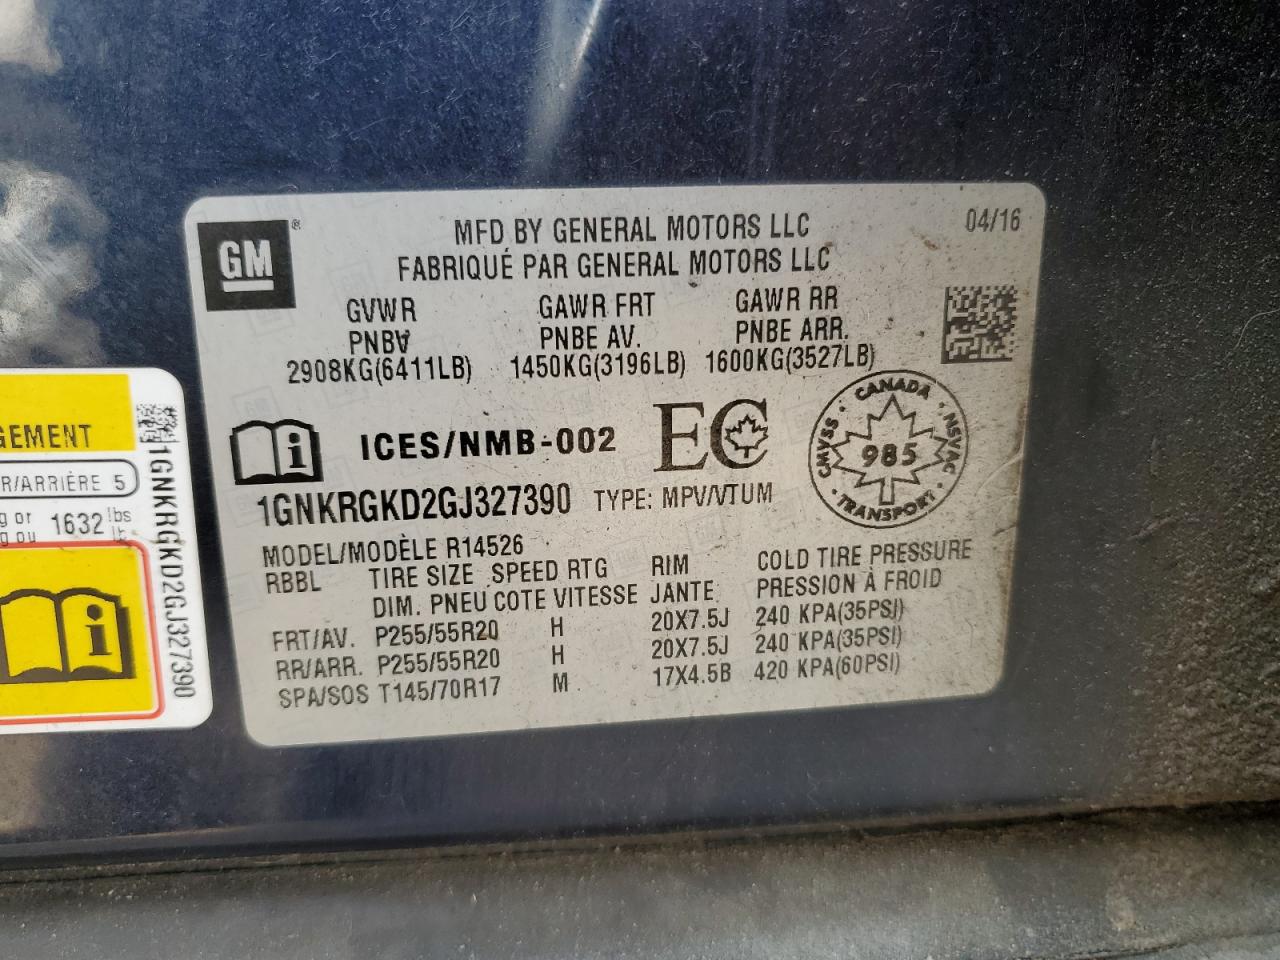 GM ®
MFD BY GENERAL MOTORS LLC
04/16
FABRIQUÉ PAR GENERAL MOTORS LLC
GVWR GAWR FRT GAWR RR
PNBV PNBE AV. PNBE ARR.
2908KG(6411LB) 1450KG(3196LB) 1600KG(3527LB)
i ICES/NMB-002 EC
CANADA
CMVSS · 985 · NSVAC
TRANSPORT
1GNKRGKD2GJ327390 TYPE: MPV/VTUM
MODEL/MODÈLE R14526
RBBL TIRE SIZE SPEED RTG RIM COLD TIRE PRESSURE
DIM. PNEU COTE VITESSE JANTE PRESSION À FROID
FRT/AV. P255/55R20 H 20X7.5J 240 KPA(35PSI)
RR/ARR. P255/55R20 H 20X7.5J 240 KPA(35PSI)
SPA/SOS T145/70R17 M 17X4.5B 420 KPA(60PSI)
GEMENT
R/ARRIÈRE 5
g or 1632 lbs
g ou lt.
i
1GNKRGKD2GJ327390